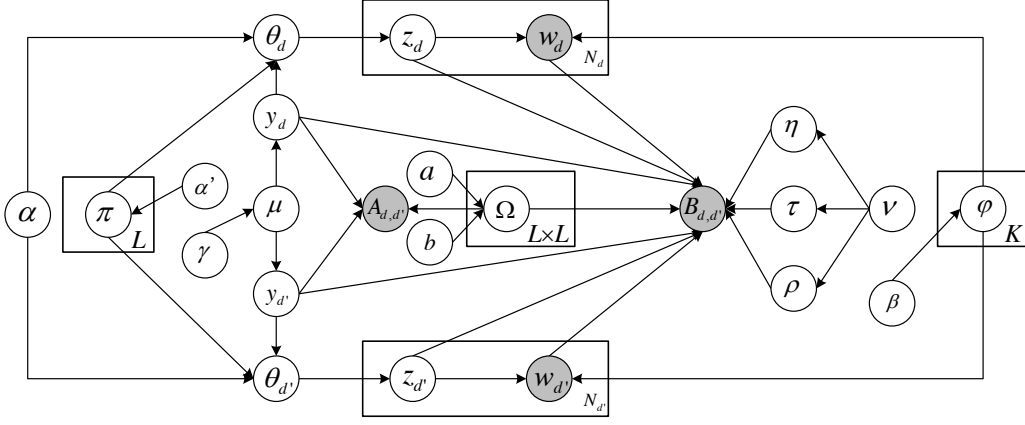 θ_d z_d w_d N_d
y_d η
α π L α' μ a b A_{d,d'} Ω L×L B_{d,d'} τ ν φ K
γ ρ β
y_{d'}
θ_{d'} z_{d'} w_{d'} N_{d'}